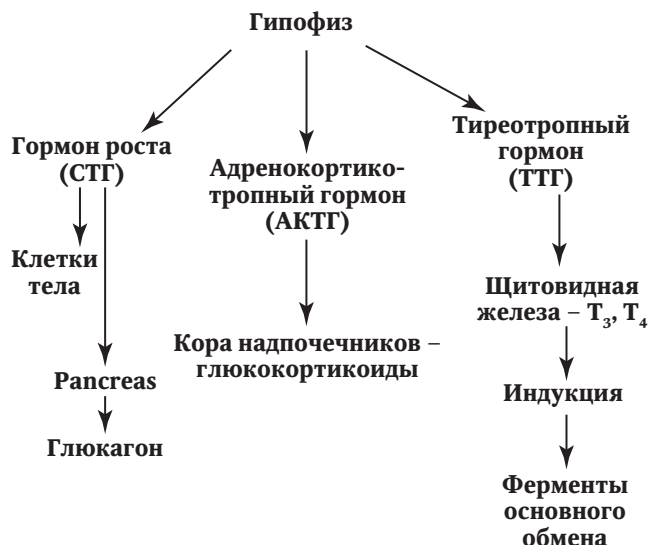 Гипофиз
Гормон роста
(СТГ)
Клетки
тела
Pancreas
Глюкагон
Адренокортико-
тропный гормон
(АКТГ)
Кора надпочечников –
глюкокортикоиды
Тиреотропный
гормон
(ТТГ)
Щитовидная
железа – T₃, T₄
Индукция
Ферменты
основного
обмена